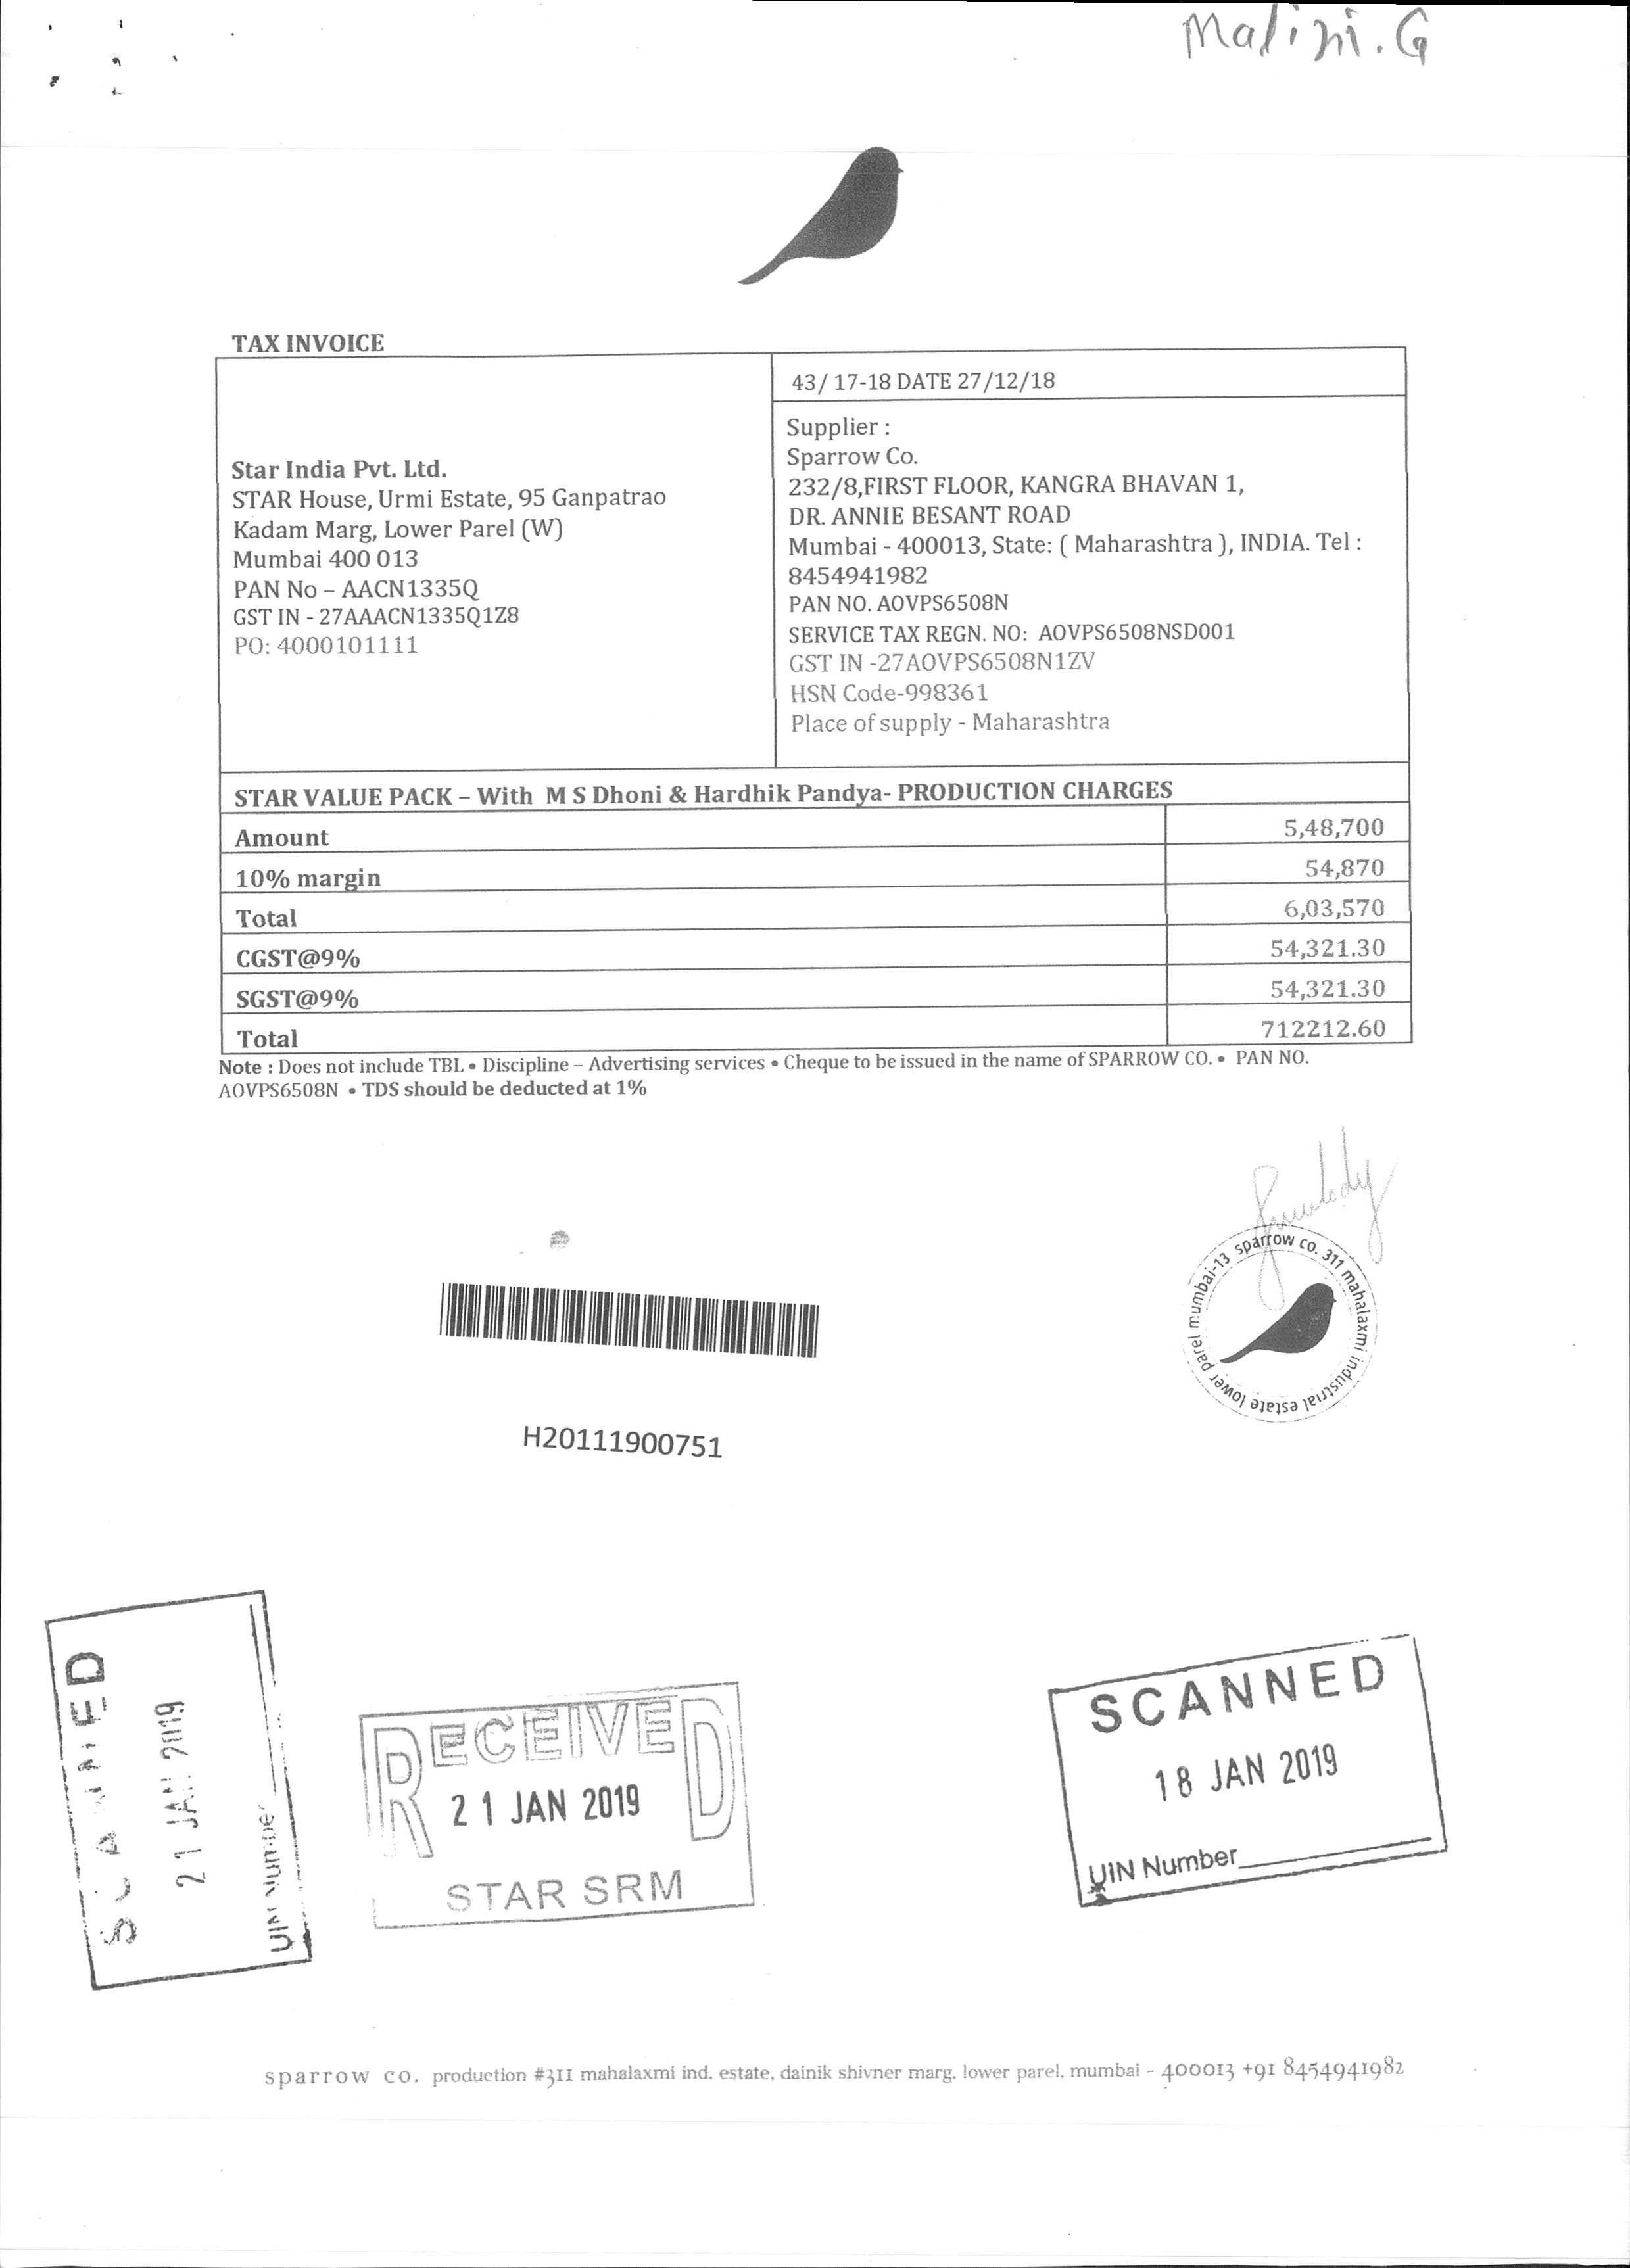 Malini.G
TAX INVOICE
43/ 17-18 DATE 27/12/18
Star India Pvt. Ltd.
STAR House, Urmi Estate, 95 Ganpatrao
Kadam Marg, Lower Parel (W)
Mumbai 400 013
PAN No – AACN1335Q
GST IN - 27AAACN1335Q1Z8
PO: 4000101111
Supplier :
Sparrow Co.
232/8,FIRST FLOOR, KANGRA BHAVAN 1,
DR. ANNIE BESANT ROAD
Mumbai - 400013, State: ( Maharashtra ), INDIA. Tel :
8454941982
PAN NO. AOVPS6508N
SERVICE TAX REGN. NO: AOVPS6508NSD001
GST IN -27AOVPS6508N1ZV
HSN Code-998361
Place of supply - Maharashtra
STAR VALUE PACK – With M S Dhoni & Hardhik Pandya- PRODUCTION CHARGES
Amount 5,48,700
10% margin 54,870
Total 6,03,570
CGST@9% 54,321.30
SGST@9% 54,321.30
Total 712212.60
Note : Does not include TBL • Discipline – Advertising services • Cheque to be issued in the name of SPARROW CO. • PAN NO.
AOVPS6508N • TDS should be deducted at 1%
sparrow co. 311 mahalaxmi industrial estate lower parel mumbai-13
H20111900751
SCANNED
21 JAN 2019
UIN Number
RECEIVED
21 JAN 2019
STAR SRM
SCANNED
18 JAN 2019
UIN Number
sparrow co. production #311 mahalaxmi ind. estate, dainik shivner marg. lower parel. mumbai - 400013 +91 8454941982